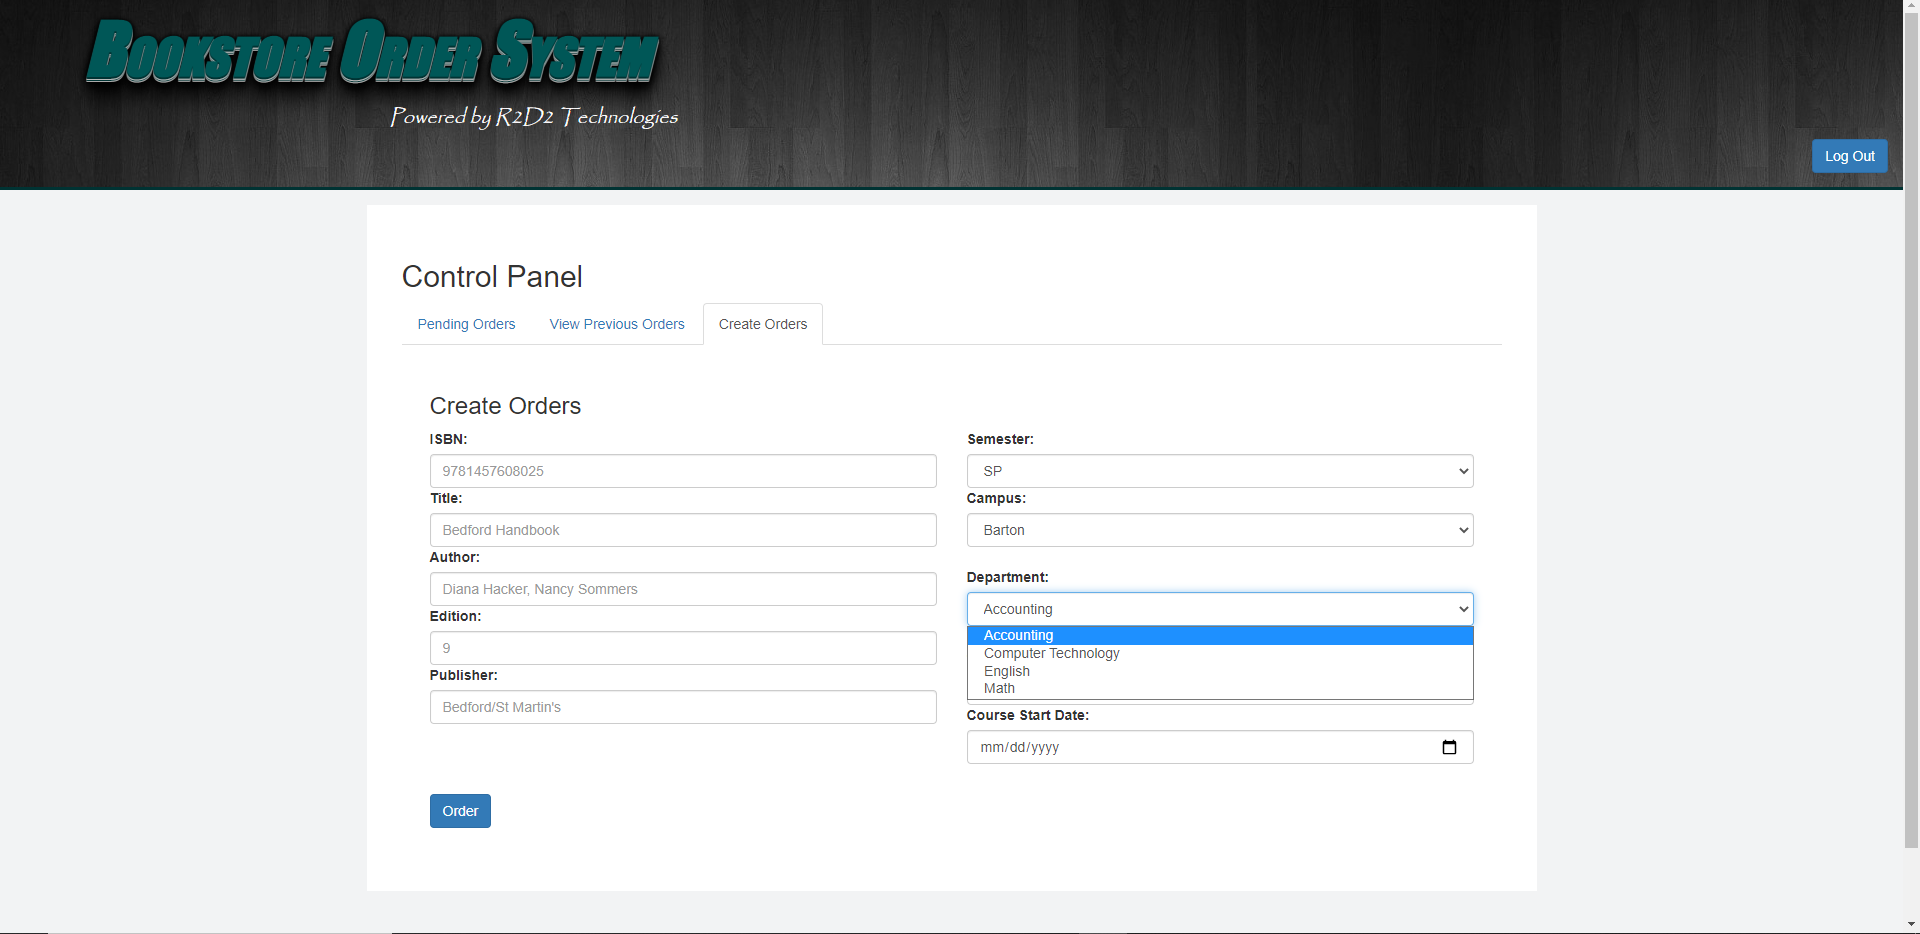 Bookstore Order System
Powered by R2D2 Technologies
Log Out
Control Panel
Pending Orders
View Previous Orders
Create Orders
Create Orders
ISBN:
9781457608025
Title:
Bedford Handbook
Author:
Diana Hacker, Nancy Sommers
Edition:
9
Publisher:
Bedford/St Martin's
Semester:
SP
Campus:
Barton
Department:
Accounting
Accounting
Computer Technology
English
Math
Course Start Date:
mm/dd/yyyy
Order